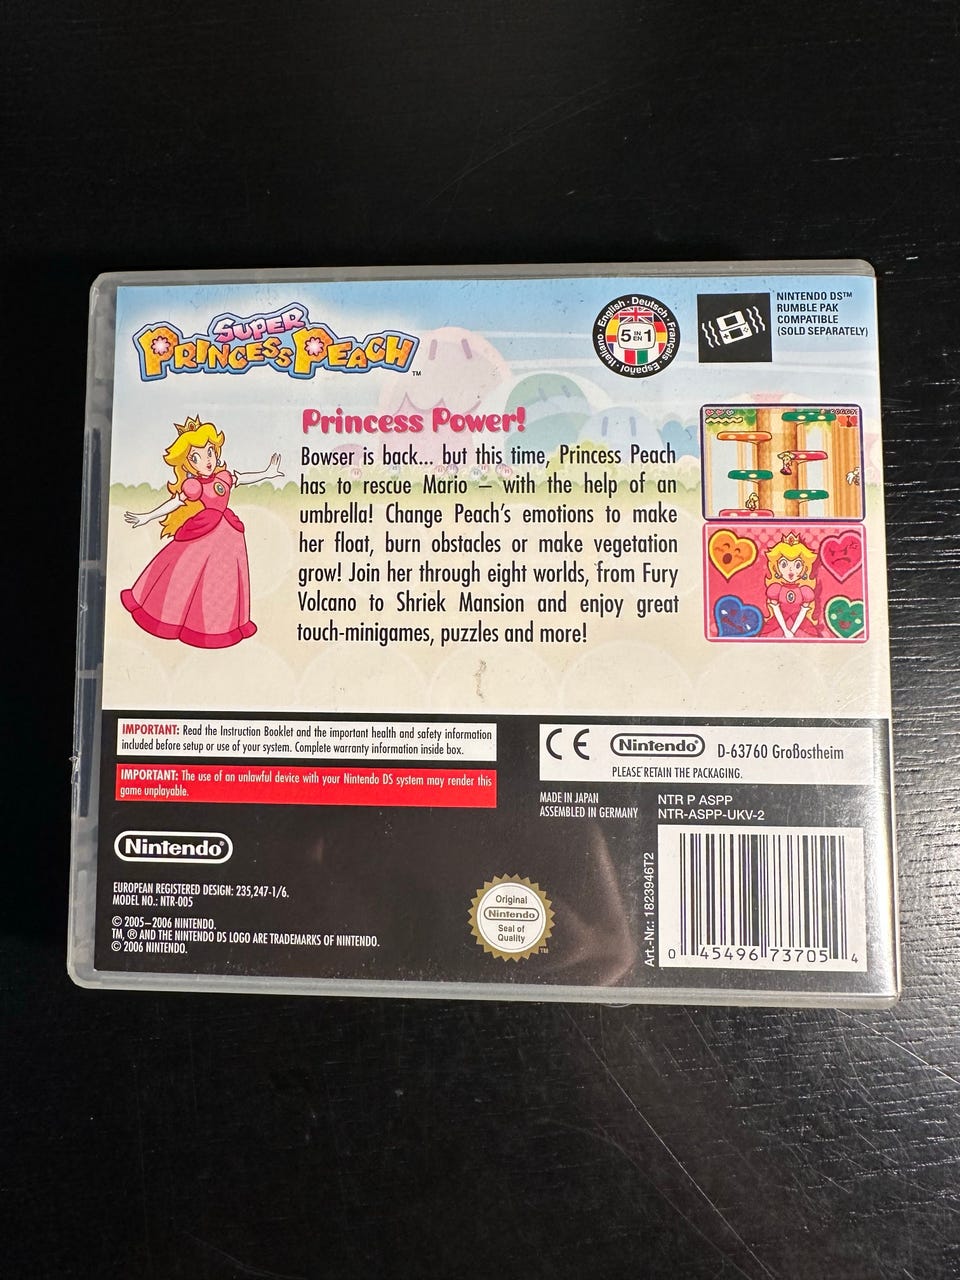 SUPER
PRINCESS PEACH™
English · Deutsch · Français · Español · Italiano
5 IN EN 1
NINTENDO DS™
RUMBLE PAK
COMPATIBLE
(SOLD SEPARATELY)
Princess Power!
Bowser is back... but this time, Princess Peach
has to rescue Mario – with the help of an
umbrella! Change Peach's emotions to make
her float, burn obstacles or make vegetation
grow! Join her through eight worlds, from Fury
Volcano to Shriek Mansion and enjoy great
touch-minigames, puzzles and more!
IMPORTANT: Read the Instruction Booklet and the important health and safety information
included before setup or use of your system. Complete warranty information inside box.
IMPORTANT: The use of an unlawful device with your Nintendo DS system may render this
game unplayable.
CE Nintendo® D-63760 Großostheim
PLEASE RETAIN THE PACKAGING.
MADE IN JAPAN
ASSEMBLED IN GERMANY
NTR P ASPP
NTR-ASPP-UKV-2
Nintendo®
EUROPEAN REGISTERED DESIGN: 235,247-1/6.
MODEL NO.: NTR-005
© 2005–2006 NINTENDO.
TM, ® AND THE NINTENDO DS LOGO ARE TRADEMARKS OF NINTENDO.
© 2006 NINTENDO.
Original
Nintendo®
Seal of
Quality
TM
Art.-Nr.: 1823946T2
0 45496 73705 4